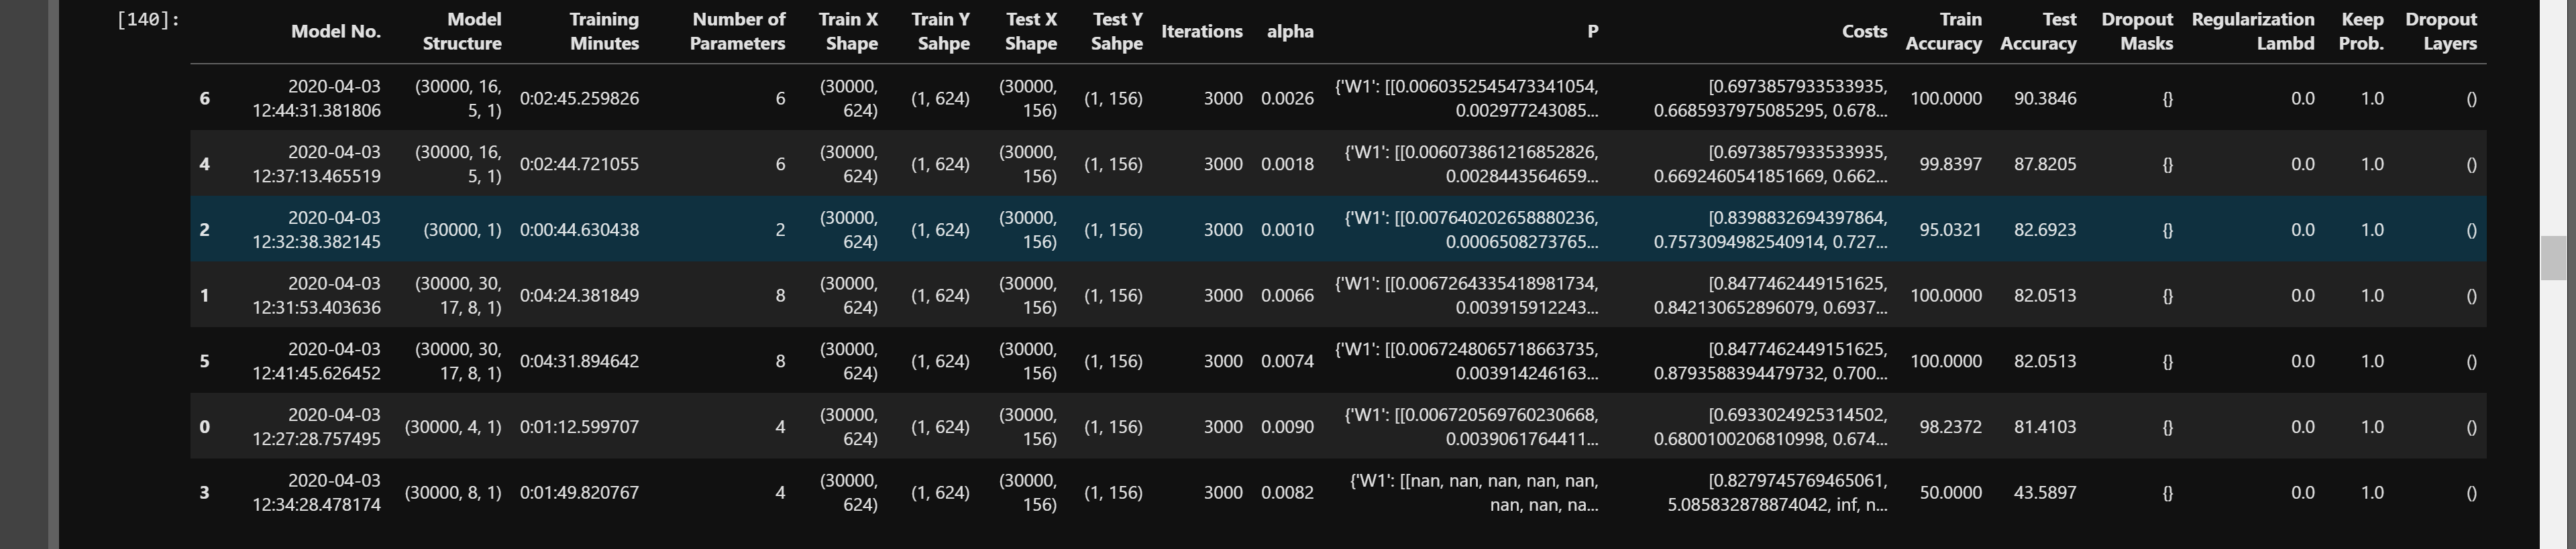 [140]:
Model No. Model Structure Training Minutes Number of Parameters Train X Shape Train Y Sahpe Test X Shape Test Y Sahpe Iterations alpha P Costs Train Accuracy Test Accuracy Dropout Masks Regularization Lambd Keep Prob. Dropout Layers
6 2020-04-03 12:44:31.381806 (30000, 16, 5, 1) 0:02:45.259826 6 (30000, 624) (1, 624) (30000, 156) (1, 156) 3000 0.0026 {'W1': [[0.0060352545473341054, 0.002977243085... [0.6973857933533935, 0.6685937975085295, 0.678... 100.0000 90.3846 {} 0.0 1.0 ()
4 2020-04-03 12:37:13.465519 (30000, 16, 5, 1) 0:02:44.721055 6 (30000, 624) (1, 624) (30000, 156) (1, 156) 3000 0.0018 {'W1': [[0.006073861216852826, 0.0028443564659... [0.6973857933533935, 0.6692460541851669, 0.662... 99.8397 87.8205 {} 0.0 1.0 ()
2 2020-04-03 12:32:38.382145 (30000, 1) 0:00:44.630438 2 (30000, 624) (1, 624) (30000, 156) (1, 156) 3000 0.0010 {'W1': [[0.007640202658880236, 0.0006508273765... [0.8398832694397864, 0.7573094982540914, 0.727... 95.0321 82.6923 {} 0.0 1.0 ()
1 2020-04-03 12:31:53.403636 (30000, 30, 17, 8, 1) 0:04:24.381849 8 (30000, 624) (1, 624) (30000, 156) (1, 156) 3000 0.0066 {'W1': [[0.0067264335418981734, 0.003915912243... [0.8477462449151625, 0.842130652896079, 0.6937... 100.0000 82.0513 {} 0.0 1.0 ()
5 2020-04-03 12:41:45.626452 (30000, 30, 17, 8, 1) 0:04:31.894642 8 (30000, 624) (1, 624) (30000, 156) (1, 156) 3000 0.0074 {'W1': [[0.0067248065718663735, 0.003914246163... [0.8477462449151625, 0.8793588394479732, 0.700... 100.0000 82.0513 {} 0.0 1.0 ()
0 2020-04-03 12:27:28.757495 (30000, 4, 1) 0:01:12.599707 4 (30000, 624) (1, 624) (30000, 156) (1, 156) 3000 0.0090 {'W1': [[0.006720569760230668, 0.0039061764411... [0.6933024925314502, 0.6800100206810998, 0.674... 98.2372 81.4103 {} 0.0 1.0 ()
3 2020-04-03 12:34:28.478174 (30000, 8, 1) 0:01:49.820767 4 (30000, 624) (1, 624) (30000, 156) (1, 156) 3000 0.0082 {'W1': [[nan, nan, nan, nan, nan, nan, nan, na... [0.8279745769465061, 5.085832878874042, inf, n... 50.0000 43.5897 {} 0.0 1.0 ()